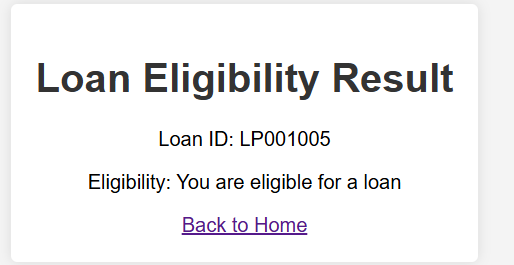 Loan Eligibility Result
Loan ID: LP001005
Eligibility: You are eligible for a loan
Back to Home